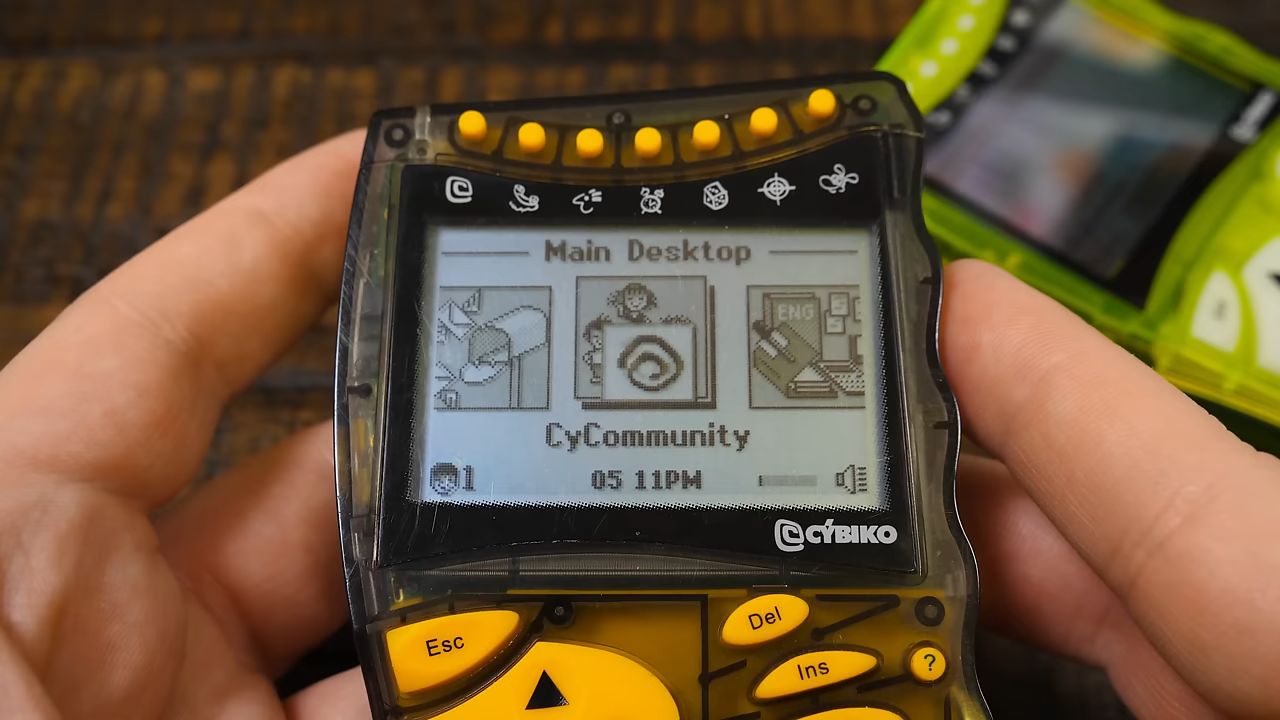 Main Desktop
ENG
CyCommunity
1 05 11PM
CYBIKO
Esc
Del
Ins
?